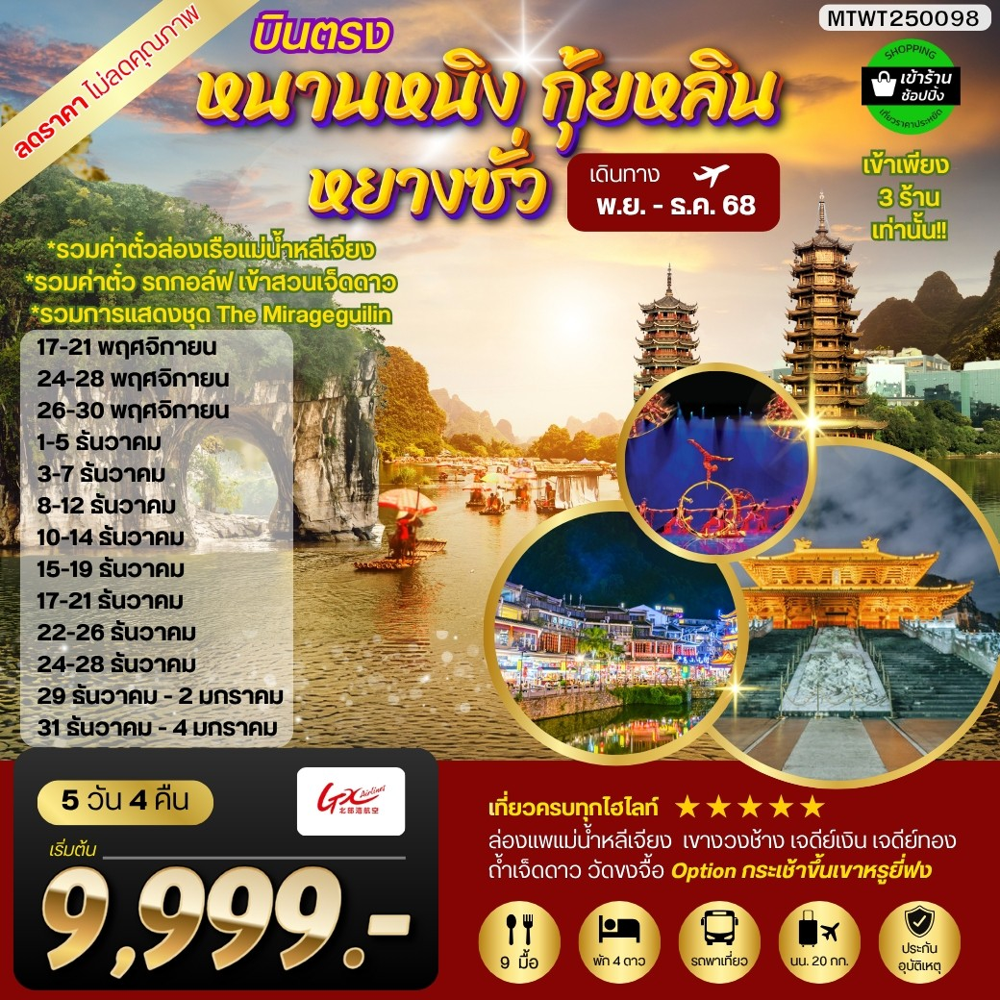 MTWT250098
ลดราคา ไม่ลดคุณภาพ
บินตรง
หนานหนิง กุ้ยหลิน
หยางซั่ว
เดินทาง
พ.ย. - ธ.ค. 68
SHOPPING
เข้าร้าน
ช้อปปิ้ง
เที่ยวราคาประหยัด
เข้าเพียง
3 ร้าน
เท่านั้น!!
*รวมค่าตั๋วล่องเรือแม่น้ำหลีเจียง
*รวมค่าตั๋ว รถกอล์ฟ เข้าสวนเจ็ดดาว
*รวมการแสดงชุด The Mirageguilin
17-21 พฤศจิกายน
24-28 พฤศจิกายน
26-30 พฤศจิกายน
1-5 ธันวาคม
3-7 ธันวาคม
8-12 ธันวาคม
10-14 ธันวาคม
15-19 ธันวาคม
17-21 ธันวาคม
22-26 ธันวาคม
24-28 ธันวาคม
29 ธันวาคม - 2 มกราคม
31 ธันวาคม - 4 มกราคม
5 วัน 4 คืน
GX Airlines
北部湾航空
เริ่มต้น
9,999.-
เที่ยวครบทุกไฮไลท์ ★★★★★
ล่องแพแม่น้ำหลีเจียง เขางวงช้าง เจดีย์เงิน เจดีย์ทอง
ถ้ำเจ็ดดาว วัดขงจื้อ Option กระเช้าขึ้นเขาหรูยี่ฟง
9 มื้อ
พัก 4 ดาว
รถพาเที่ยว
นน. 20 กก.
ประกัน
อุบัติเหตุ